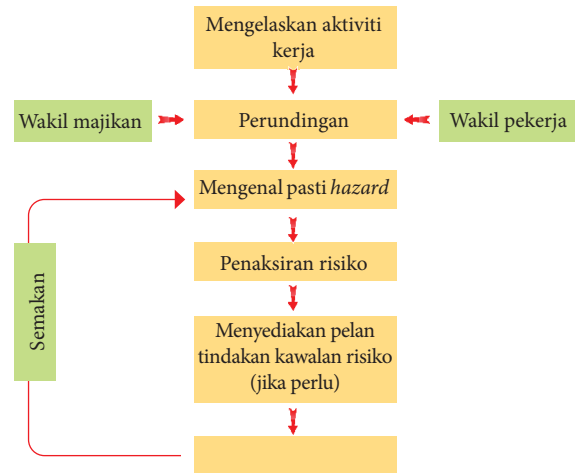 Mengelaskan aktiviti
kerja
Wakil majikan
Perundingan
Wakil pekerja
Mengenal pasti hazard
Penaksiran risiko
Semakan
Menyediakan pelan
tindakan kawalan risiko
(jika perlu)